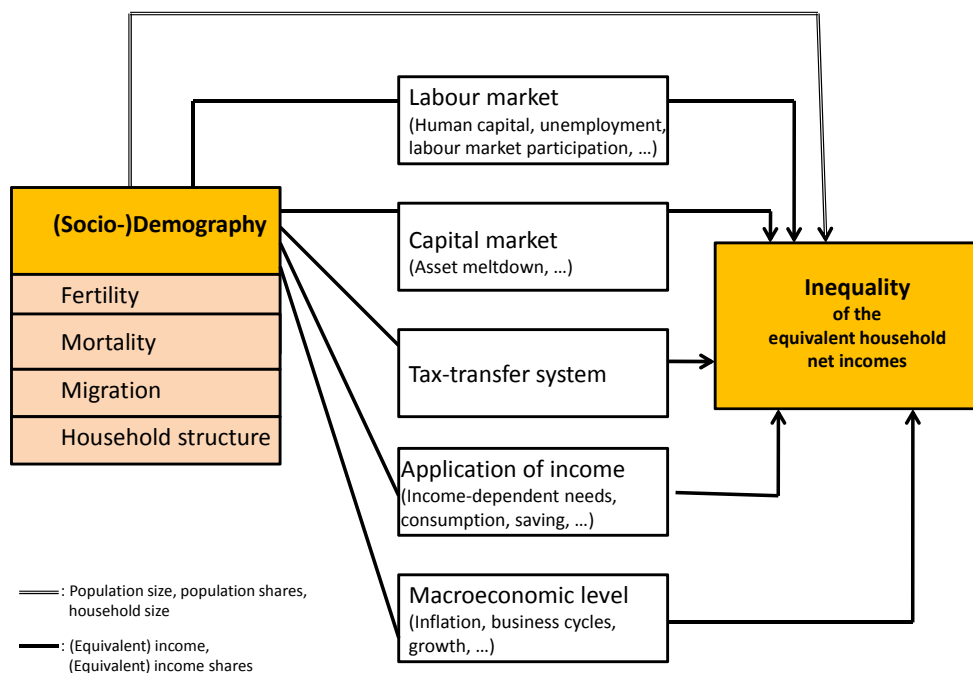 Labour market
(Human capital, unemployment,
labour market participation, …)
(Socio-)Demography
Fertility
Mortality
Migration
Household structure
Capital market
(Asset meltdown, …)
Tax-transfer system
Application of income
(Income-dependent needs,
consumption, saving, …)
Macroeconomic level
(Inflation, business cycles,
growth, …)
Inequality
of the
equivalent household
net incomes
: Population size, population shares,
household size
: (Equivalent) income,
(Equivalent) income shares